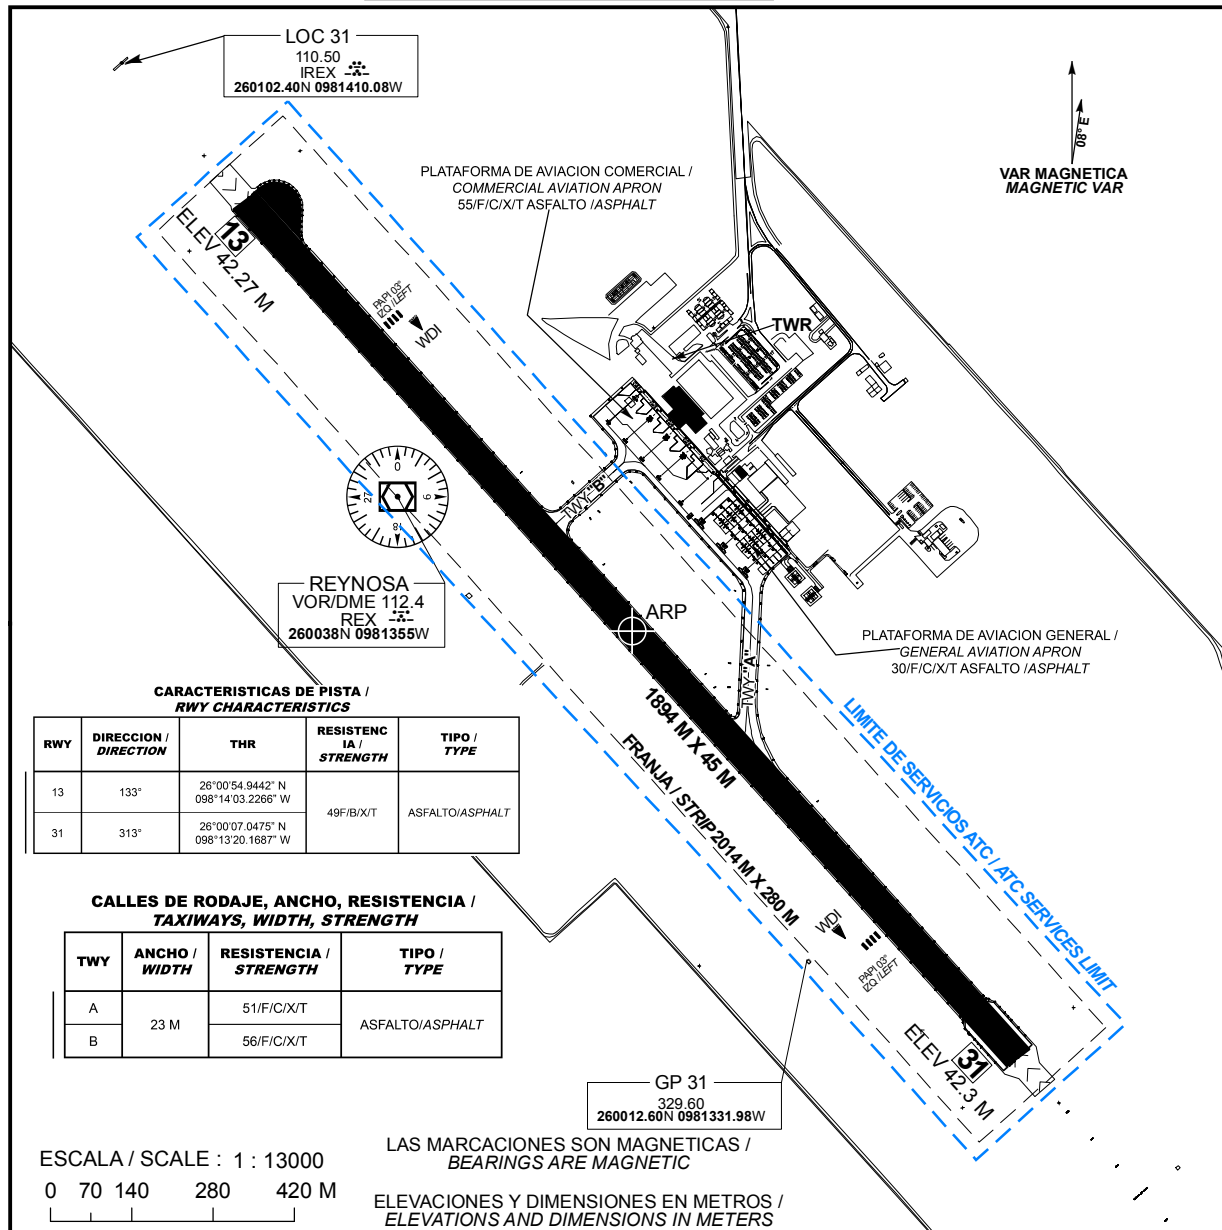 LOC 31
110.50
IREX
260102.40N 0981410.08W
08° E
VAR MAGNETICA
MAGNETIC VAR
PLATAFORMA DE AVIACION COMERCIAL /
COMMERCIAL AVIATION APRON
55/F/C/X/T ASFALTO /ASPHALT
13
ELEV 42.27 M
PAPI 03°
IZQ /LEFT
WDI
TWR
TWY "B"
0
9
18
27
REYNOSA
VOR/DME 112.4
REX
260038N 0981355W
ARP
PLATAFORMA DE AVIACION GENERAL /
GENERAL AVIATION APRON
30/F/C/X/T ASFALTO /ASPHALT
TWY "A"
1894 M X 45 M
FRANJA / STRIP 2014 M X 280 M
LIMITE DE SERVICIOS ATC / ATC SERVICES LIMIT
CARACTERISTICAS DE PISTA /
RWY CHARACTERISTICS
RWY DIRECCION / DIRECTION THR RESISTENC IA / STRENGTH TIPO / TYPE
13 133° 26°00'54.9442" N 098°14'03.2266" W 49F/B/X/T ASFALTO/ASPHALT
31 313° 26°00'07.0475" N 098°13'20.1687" W
CALLES DE RODAJE, ANCHO, RESISTENCIA /
TAXIWAYS, WIDTH, STRENGTH
TWY ANCHO / WIDTH RESISTENCIA / STRENGTH TIPO / TYPE
A 23 M 51/F/C/X/T ASFALTO/ASPHALT
B 56/F/C/X/T
WDI
PAPI 03°
IZQ /LEFT
31
ELEV 42.3 M
GP 31
329.60
260012.60N 0981331.98W
ESCALA / SCALE : 1 : 13000
0 70 140 280 420 M
LAS MARCACIONES SON MAGNETICAS /
BEARINGS ARE MAGNETIC
ELEVACIONES Y DIMENSIONES EN METROS /
ELEVATIONS AND DIMENSIONS IN METERS